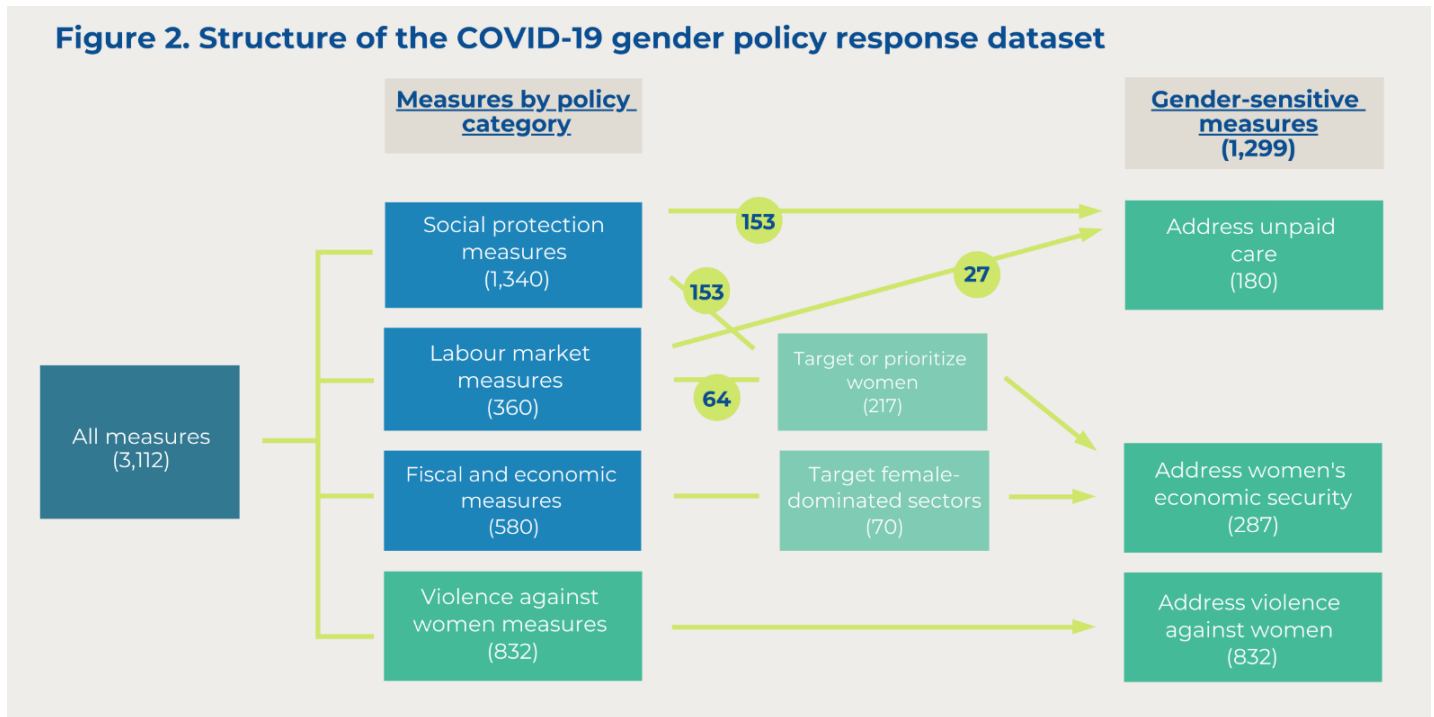 Figure 2. Structure of the COVID-19 gender policy response dataset
Measures by policy
category
Gender-sensitive
measures
(1,299)
All measures
(3,112)
Social protection
measures
(1,340)
Labour market
measures
(360)
Fiscal and economic
measures
(580)
Violence against
women measures
(832)
153
153
27
64
Target or prioritize
women
(217)
Target female-
dominated sectors
(70)
Address unpaid
care
(180)
Address women's
economic security
(287)
Address violence
against women
(832)